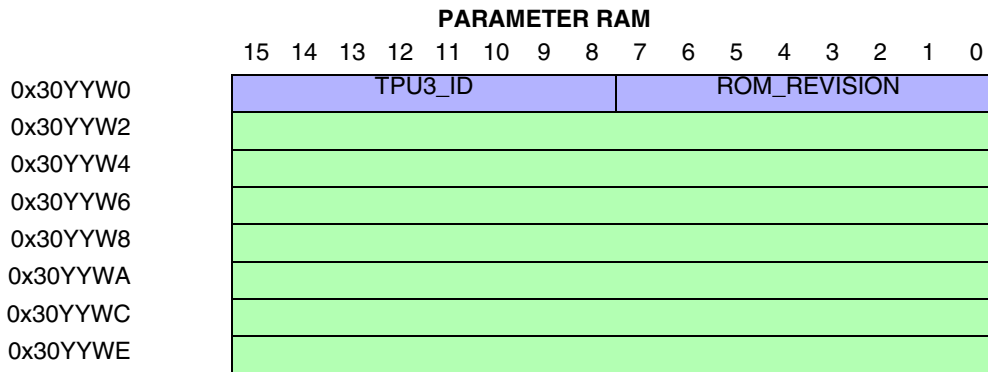 PARAMETER RAM
15 14 13 12 11 10 9 8 7 6 5 4 3 2 1 0
0x30YYW0 TPU3_ID ROM_REVISION
0x30YYW2
0x30YYW4
0x30YYW6
0x30YYW8
0x30YYWA
0x30YYWC
0x30YYWE